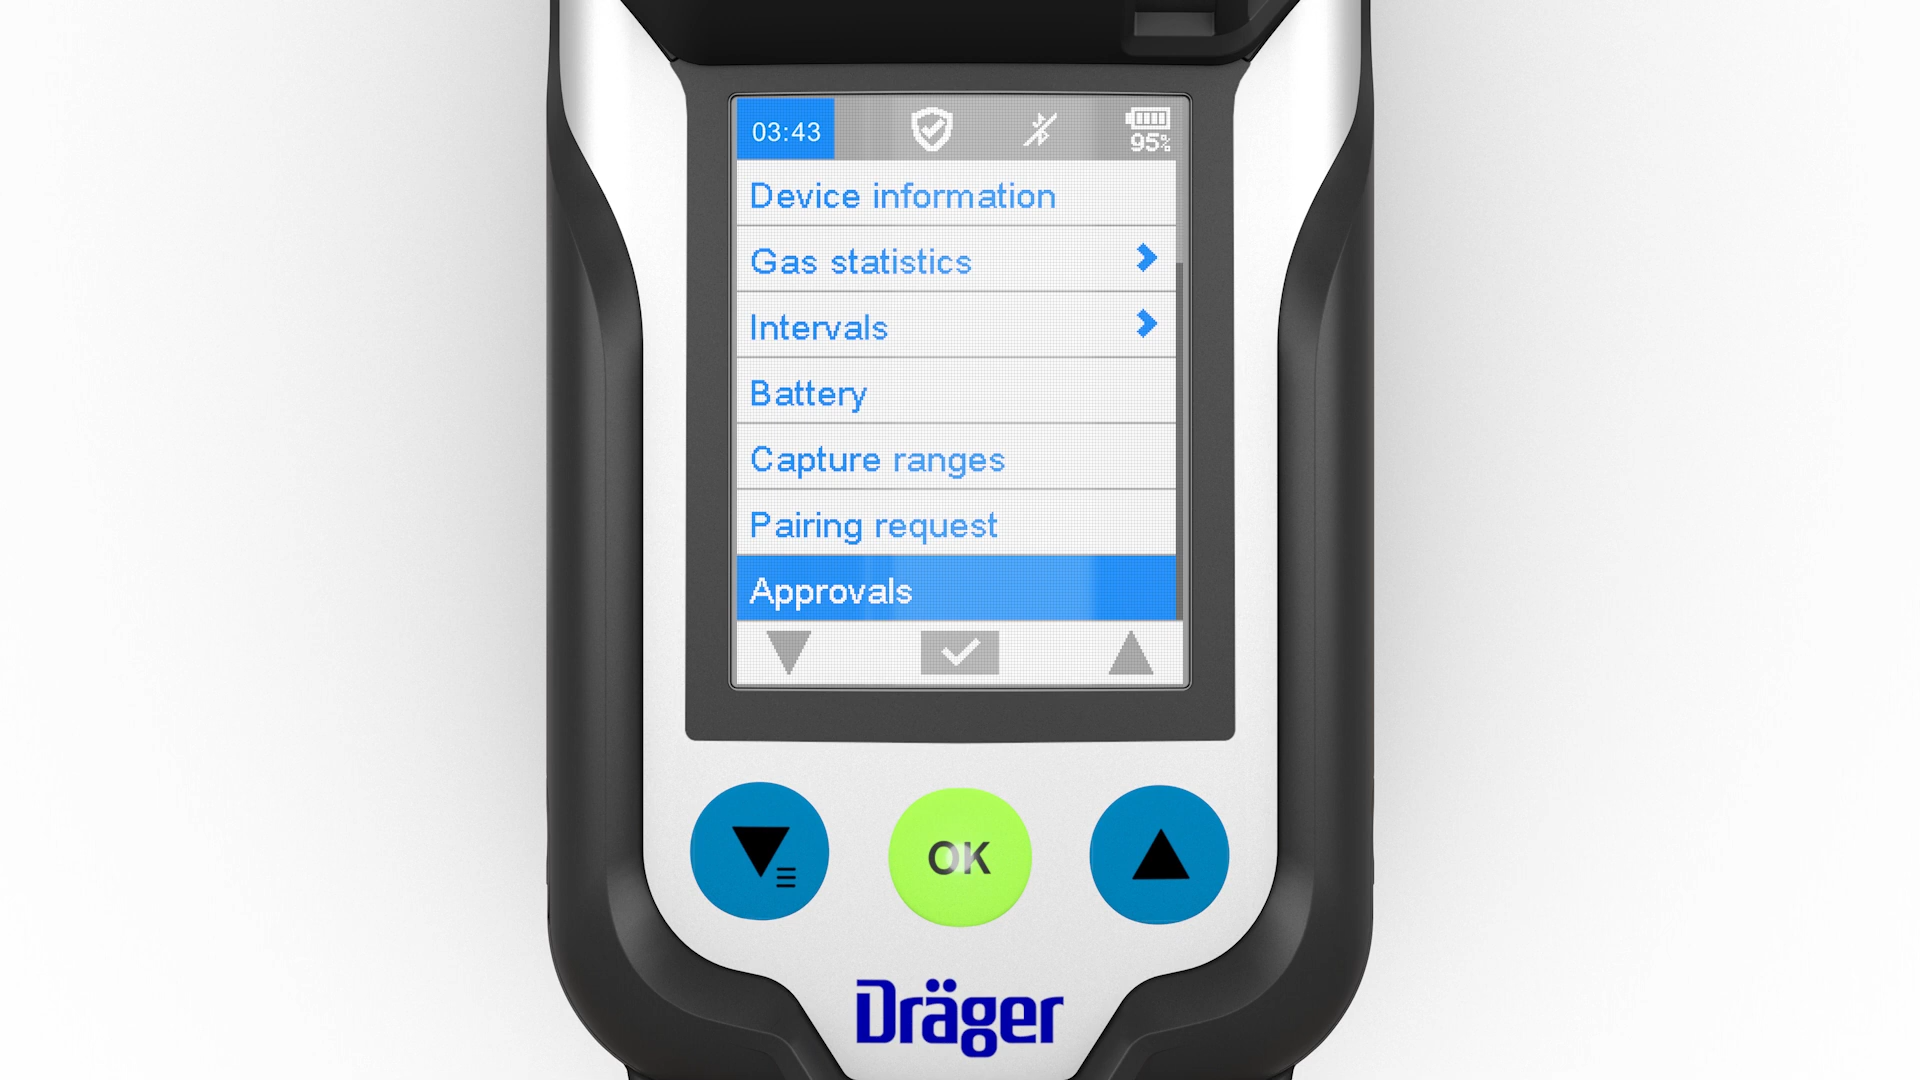 03:43
95%
Device information
Gas statistics
Intervals
Battery
Capture ranges
Pairing request
Approvals
OK
Dräger